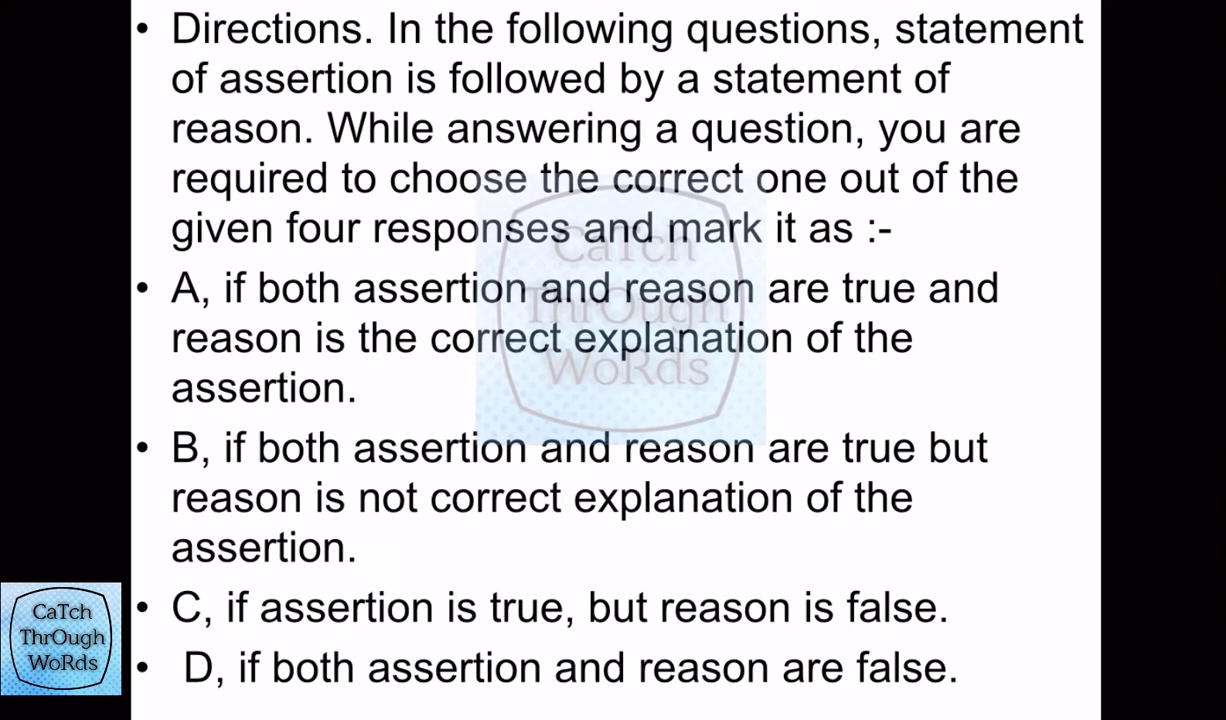 • Directions. In the following questions, statement
of assertion is followed by a statement of
reason. While answering a question, you are
required to choose the correct one out of the
given four responses and mark it as :-
• A, if both assertion and reason are true and
reason is the correct explanation of the
assertion.
• B, if both assertion and reason are true but
reason is not correct explanation of the
assertion.
• C, if assertion is true, but reason is false.
• D, if both assertion and reason are false.
CaTch
ThrOugh
WoRds
CaTch
ThrOugh
WoRds